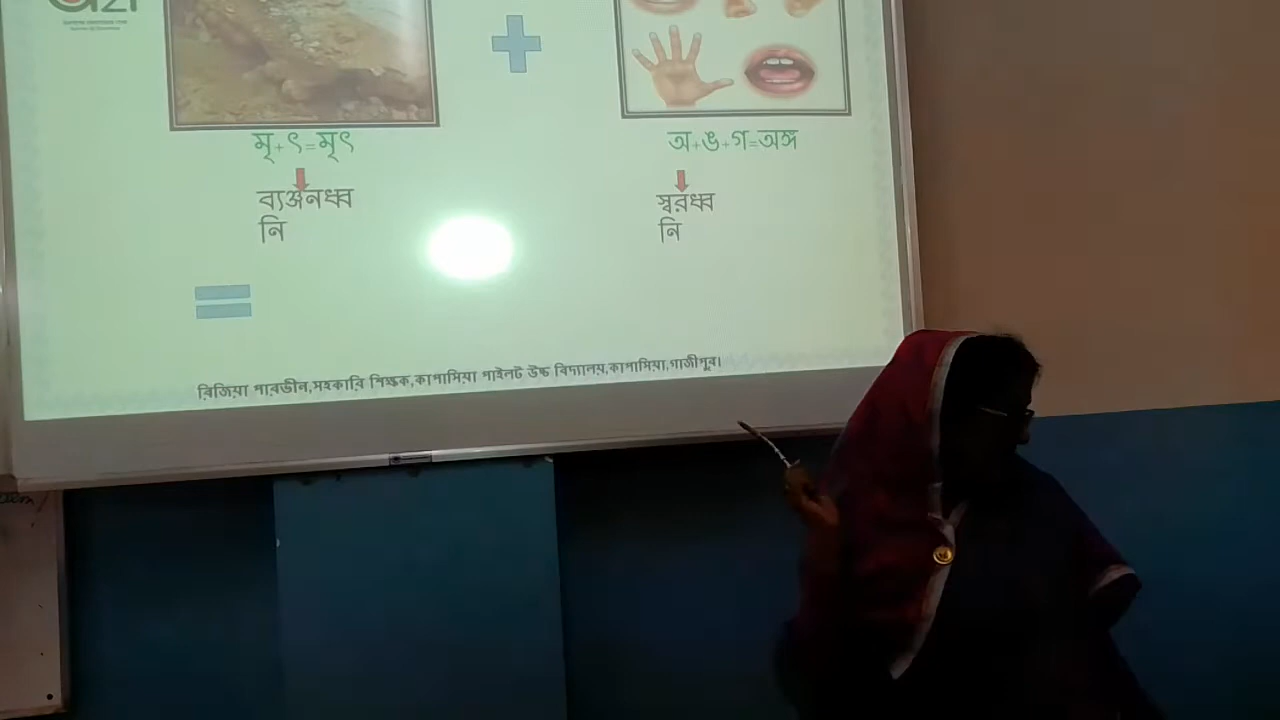 মৃ+ৎ=মৃৎ
অ+ঙ+গ=অঙ্গ
ব্যঞ্জনধ্ব
নি
স্বরধ্ব
নি
রিজিয়া পারভীন,সহকারি শিক্ষক,কাপাসিয়া পাইলট উচ্চ বিদ্যালয়,কাপাসিয়া,গাজীপুর।